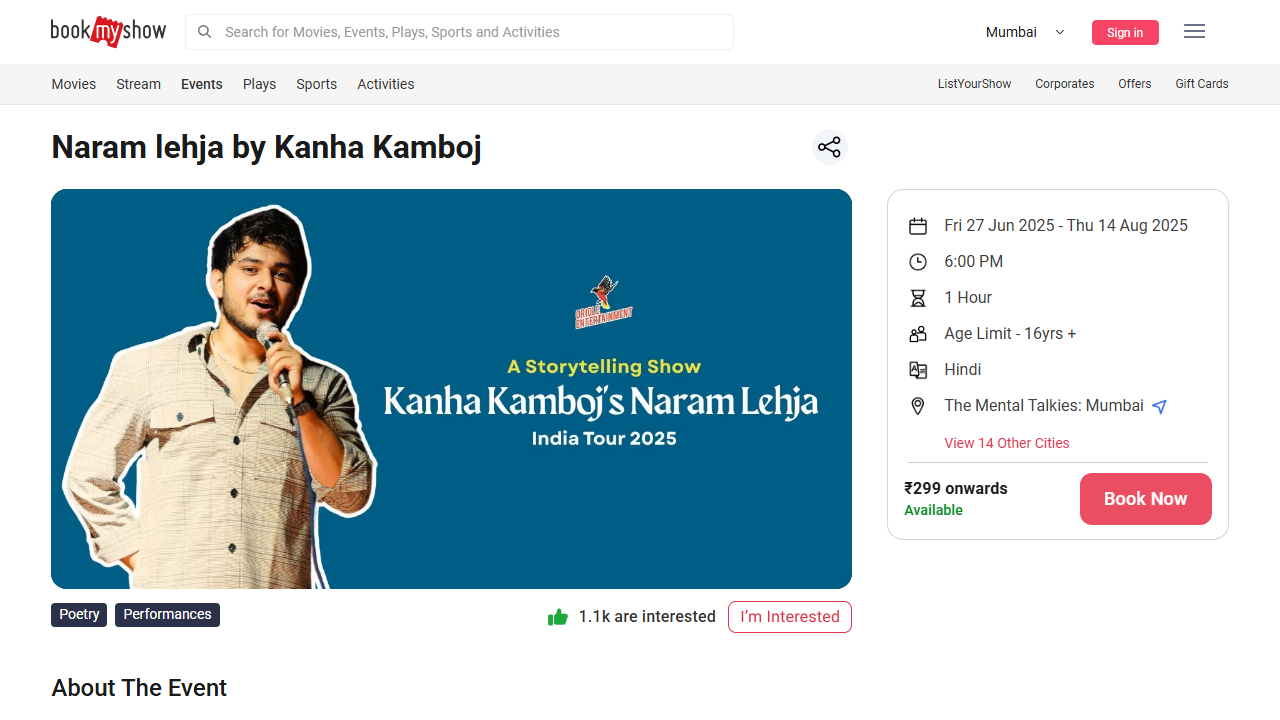 bookmyshow
Search for Movies, Events, Plays, Sports and Activities
Mumbai
Sign in
Movies Stream Events Plays Sports Activities
ListYourShow Corporates Offers Gift Cards
Naram lehja by Kanha Kamboj
ORIOLE
ENTERTAINMENT
A Storytelling Show
Kanha Kamboj's Naram Lehja
India Tour 2025
Fri 27 Jun 2025 - Thu 14 Aug 2025
6:00 PM
1 Hour
Age Limit - 16yrs +
Hindi
The Mental Talkies: Mumbai
View 14 Other Cities
₹299 onwards
Available
Book Now
Poetry Performances
1.1k are interested
I’m Interested
About The Event